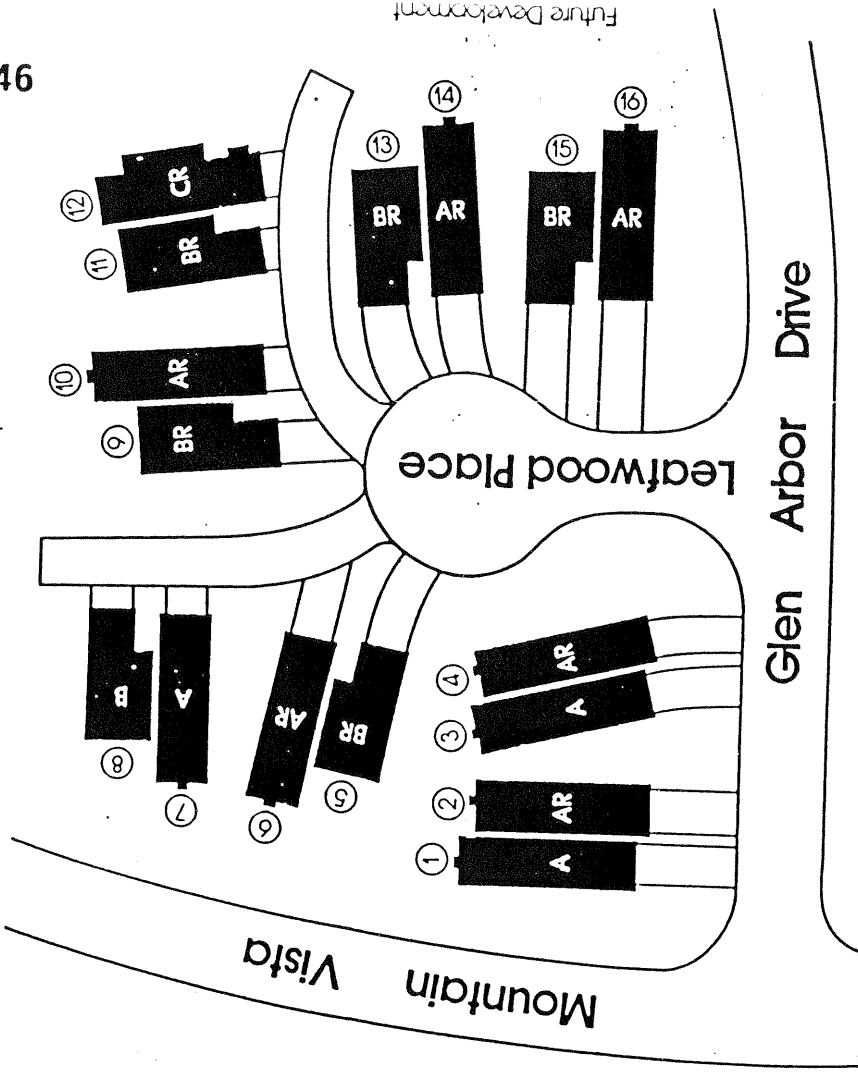 46
Future Development
14
16
13
15
BR
AR
BR
AR
12
CR
11
BR
10
AR
9
BR
Leafwood Place
Glen Arbor Drive
8
B
7
A
6
AR
5
BR
4
AR
3
A
2
AR
1
A
Mountain Vista